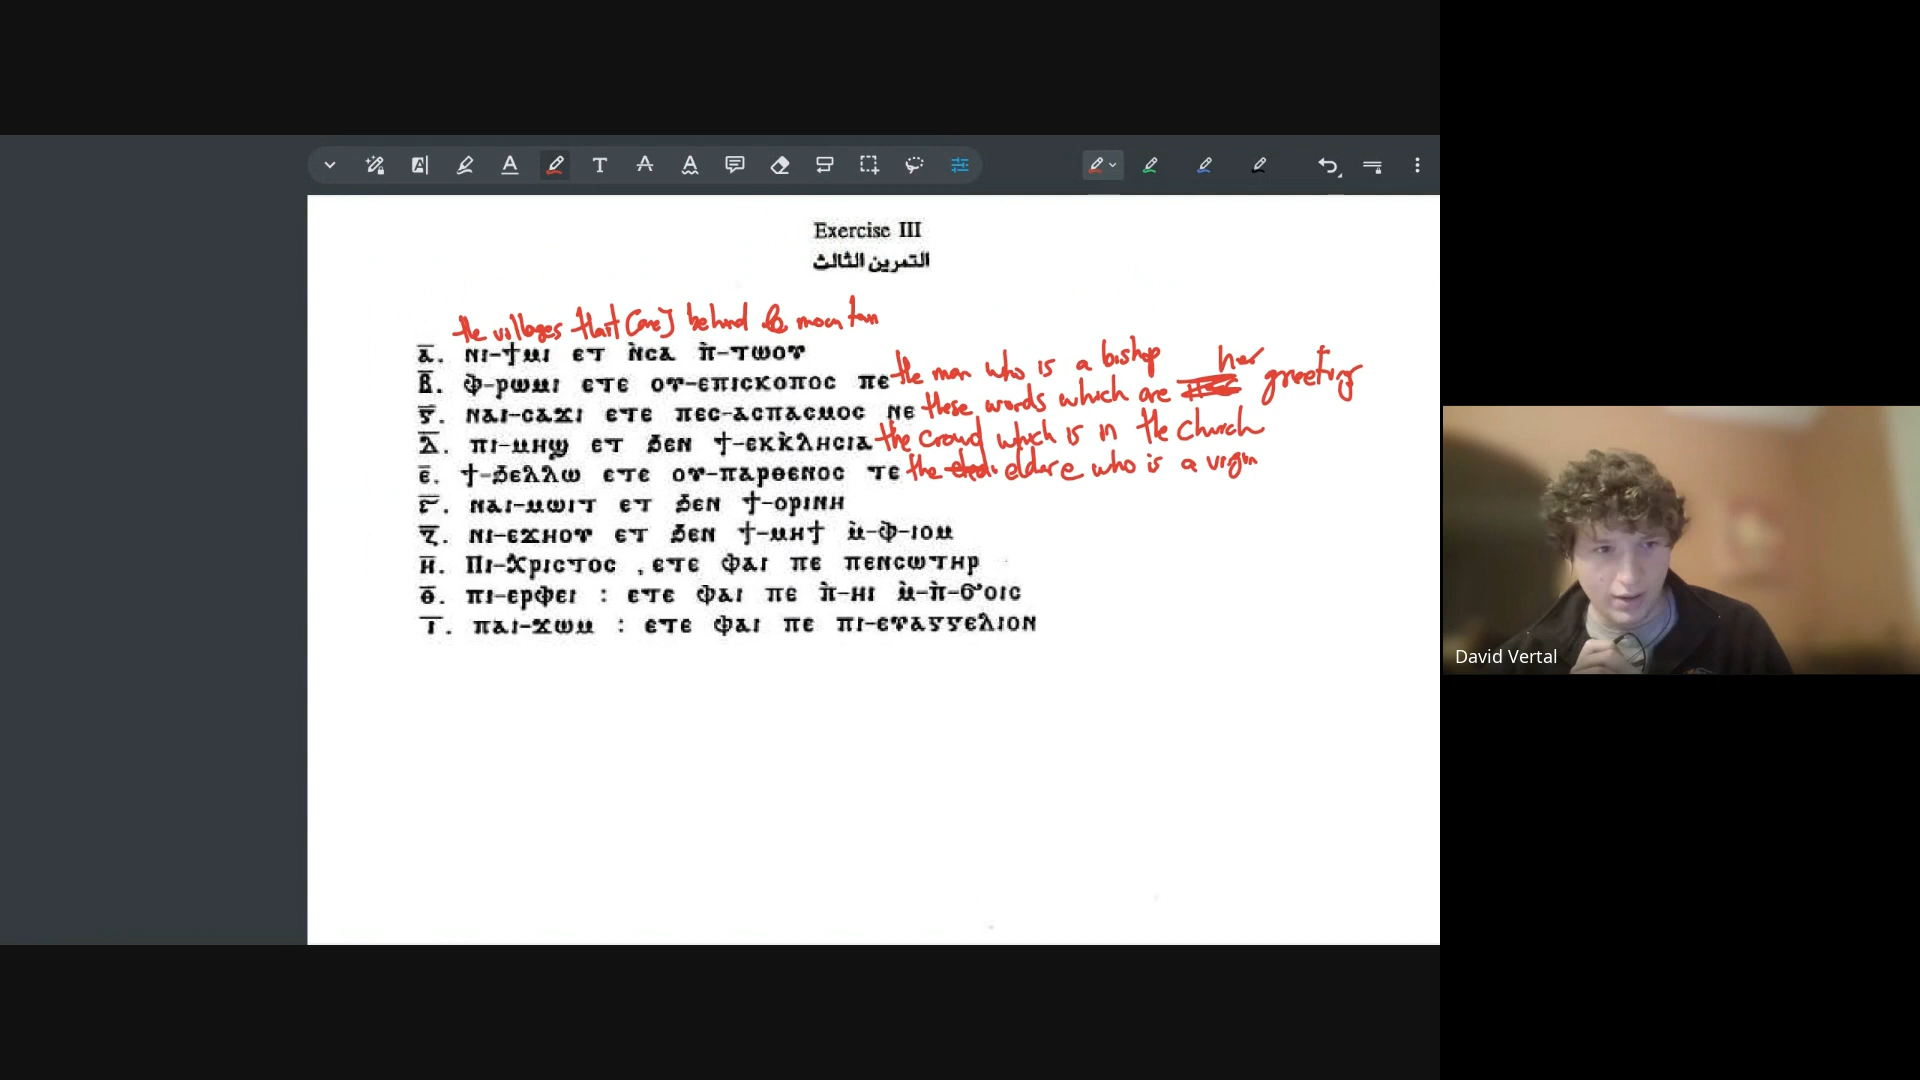 Exercise III
التمرين الثالث
the villages that [are] behind the mountain
ⲁ̅. ⲛⲓ-ϯⲙⲓ ⲉⲧ ⲛ̀ⲥⲁ ⲡ̀-ⲧⲱⲟⲩ
ⲃ̅. ⲫ̀-ⲣⲱⲙⲓ ⲉⲧⲉ ⲟⲩ-ⲉⲡⲓⲥⲕⲟⲡⲟⲥ ⲡⲉ the man who is a bishop
ⲅ̅. ⲛⲁⲓ-ⲥⲁϫⲓ ⲉⲧⲉ ⲡⲉⲥ-ⲁⲥⲡⲁⲥⲙⲟⲥ ⲛⲉ these words which are her greeting
ⲇ̅. ⲡⲓ-ⲙⲏϣ ⲉⲧ ϧⲉⲛ ϯ-ⲉⲕⲕ̀ⲗⲏⲥⲓⲁ the crowd which is in the church
ⲉ̅. ϯ-ϧⲉⲗⲗⲱ ⲉⲧⲉ ⲟⲩ-ⲡⲁⲣⲑⲉⲛⲟⲥ ⲧⲉ the who is a virgin
ⲋ̅. ⲛⲁⲓ-ⲙⲱⲓⲧ ⲉⲧ ϧⲉⲛ ϯ-ⲟⲣⲓⲛⲏ
ⲍ̅. ⲛⲓ-ⲉϫⲏⲟⲩ ⲉⲧ ϧⲉⲛ ϯ-ⲙⲏϯ ⲙ̀-ⲫ̀-ⲓⲟⲙ
ⲏ̅. Ⲡⲓ-Ⲭ̀ⲣⲓⲥⲧⲟⲥ , ⲉⲧⲉ ⲫⲁⲓ ⲡⲉ ⲡⲉⲛⲥⲱⲧⲏⲣ
ⲑ̅. ⲡⲓ-ⲉⲣⲫⲉⲓ : ⲉⲧⲉ ⲫⲁⲓ ⲡⲉ ⲡ̀-ⲏⲓ ⲙ̀-ⲡ̀-ϭⲟⲓⲥ
ⲓ̅. ⲡⲁⲓ-ϫⲱⲙ : ⲉⲧⲉ ⲫⲁⲓ ⲡⲉ ⲡⲓ-ⲉⲩⲁⲅⲅⲉⲗⲓⲟⲛ
David Vertal